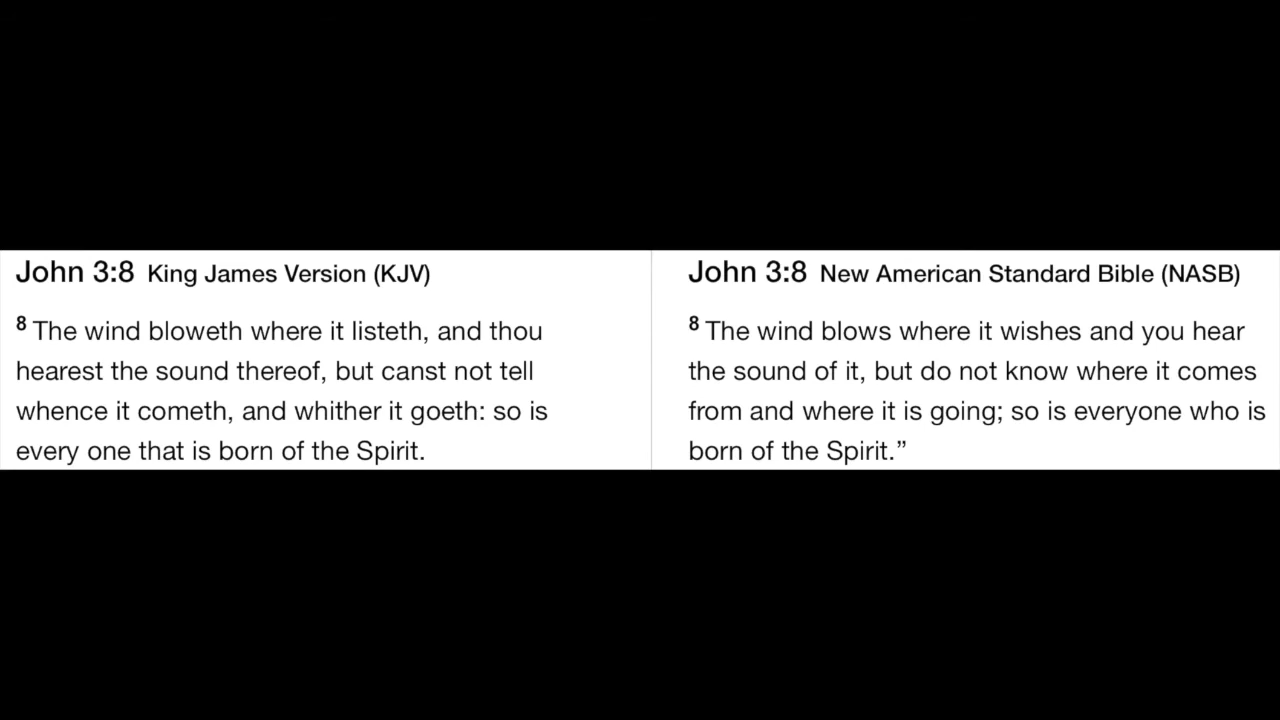 John 3:8 King James Version (KJV)
8 The wind bloweth where it listeth, and thou
hearest the sound thereof, but canst not tell
whence it cometh, and whither it goeth: so is
every one that is born of the Spirit.
John 3:8 New American Standard Bible (NASB)
8 The wind blows where it wishes and you hear
the sound of it, but do not know where it comes
from and where it is going; so is everyone who is
born of the Spirit.”